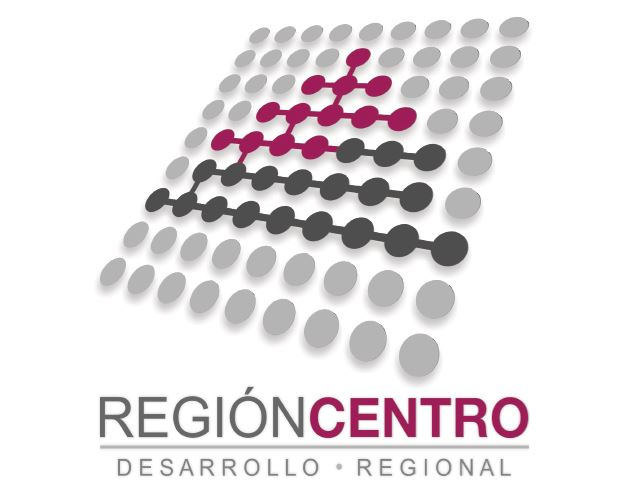 REGIÓNCENTRO
DESARROLLO • REGIONAL